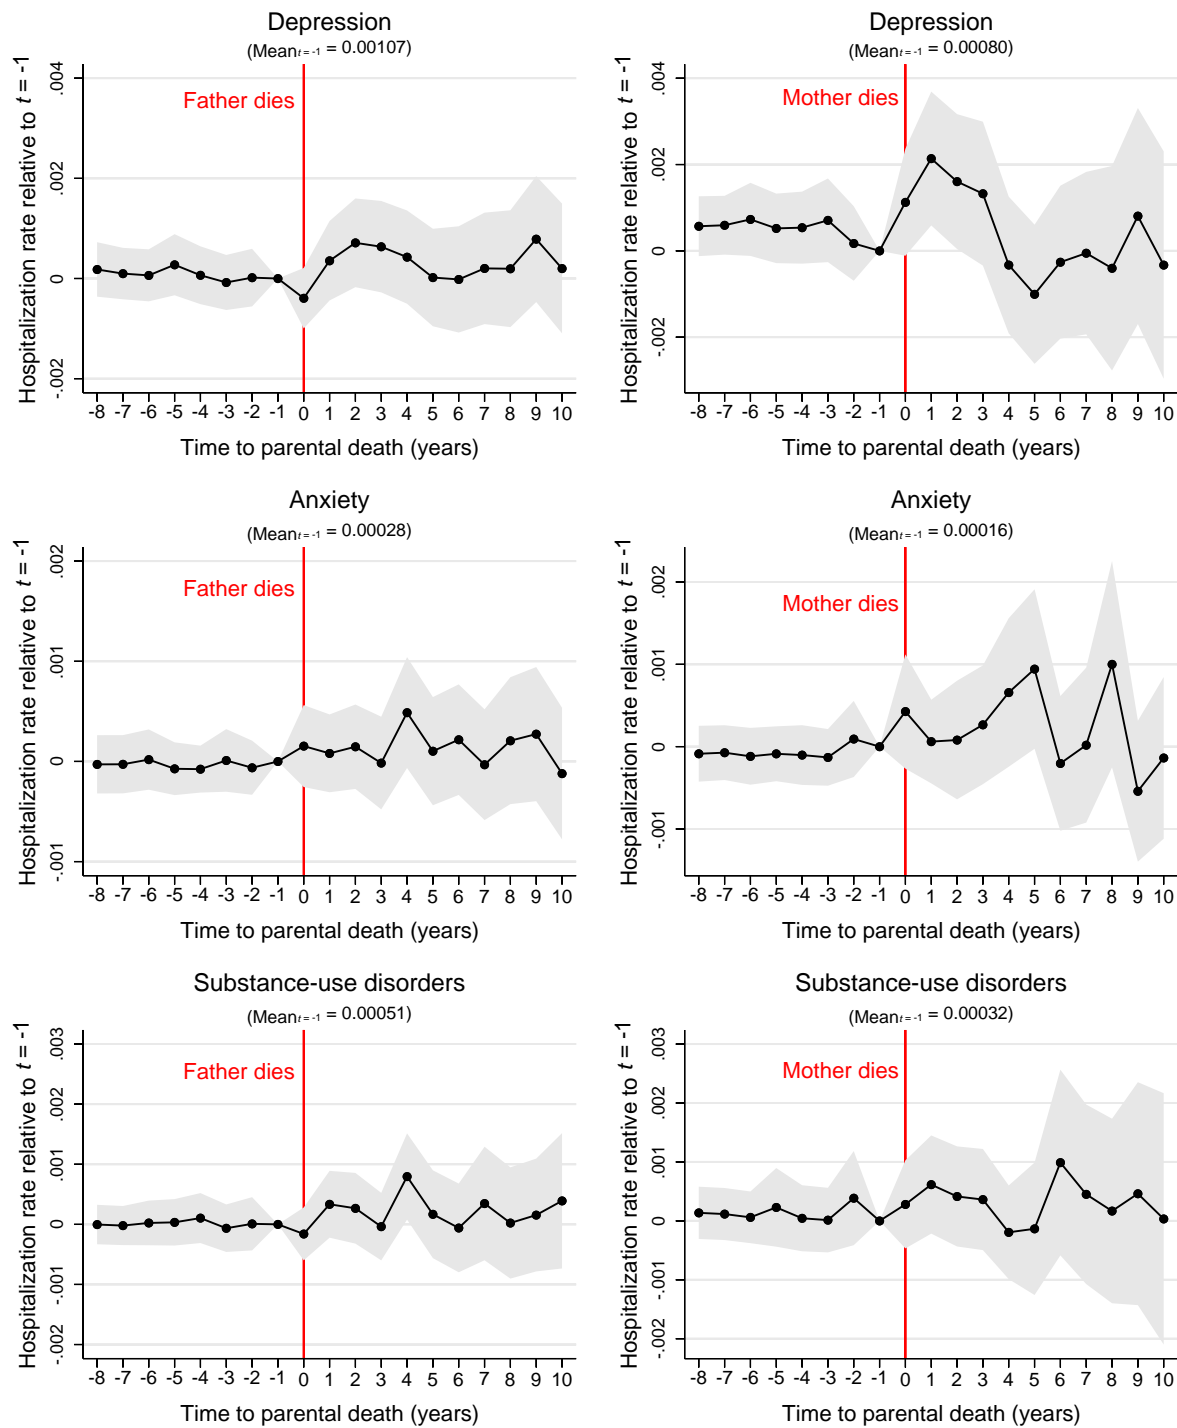 Depression
(Mean t = -1 = 0.00107)
Hospitalization rate relative to t = -1
.004
.002
0
-.002
Father dies
-8 -7 -6 -5 -4 -3 -2 -1 0 1 2 3 4 5 6 7 8 9 10
Time to parental death (years)
Depression
(Mean t = -1 = 0.00080)
Hospitalization rate relative to t = -1
.004
.002
0
-.002
Mother dies
-8 -7 -6 -5 -4 -3 -2 -1 0 1 2 3 4 5 6 7 8 9 10
Time to parental death (years)
Anxiety
(Mean t = -1 = 0.00028)
Hospitalization rate relative to t = -1
.002
.001
0
-.001
Father dies
-8 -7 -6 -5 -4 -3 -2 -1 0 1 2 3 4 5 6 7 8 9 10
Time to parental death (years)
Anxiety
(Mean t = -1 = 0.00016)
Hospitalization rate relative to t = -1
.002
.001
0
-.001
Mother dies
-8 -7 -6 -5 -4 -3 -2 -1 0 1 2 3 4 5 6 7 8 9 10
Time to parental death (years)
Substance-use disorders
(Mean t = -1 = 0.00051)
Hospitalization rate relative to t = -1
.003
.002
.001
0
-.001
-.002
Father dies
-8 -7 -6 -5 -4 -3 -2 -1 0 1 2 3 4 5 6 7 8 9 10
Time to parental death (years)
Substance-use disorders
(Mean t = -1 = 0.00032)
Hospitalization rate relative to t = -1
.003
.002
.001
0
-.001
-.002
Mother dies
-8 -7 -6 -5 -4 -3 -2 -1 0 1 2 3 4 5 6 7 8 9 10
Time to parental death (years)